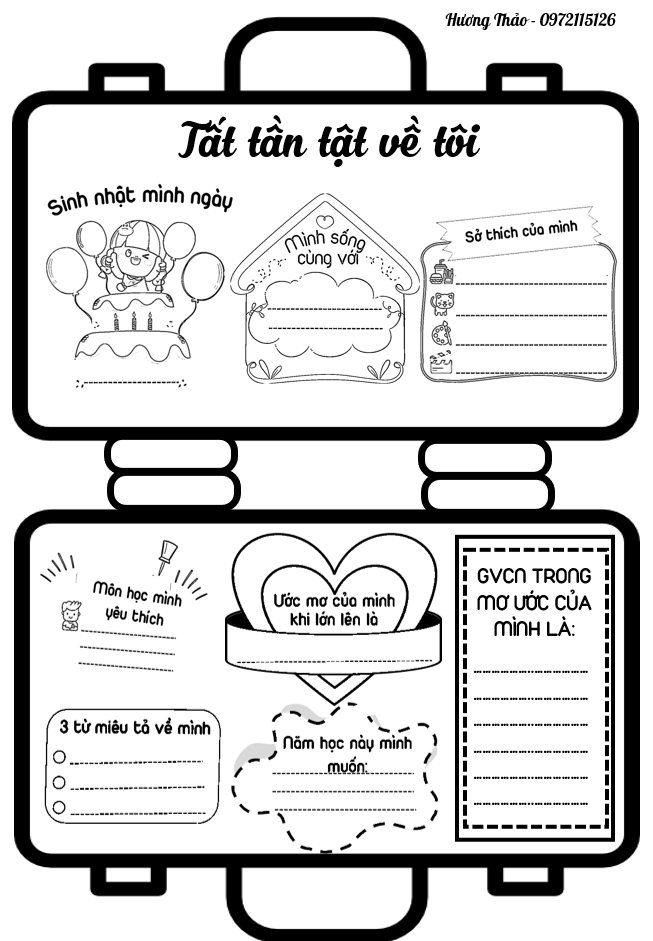 Hương Thảo - 0972115126
Tất tần tật về tôi
Sinh nhật mình ngày
Mình sống
cùng với
Sở thích của mình
Môn học mình
yêu thích
Ước mơ của mình
khi lớn lên là
GVCN TRONG
MƠ ƯỚC CỦA
MÌNH LÀ:
3 từ miêu tả về mình
Năm học này mình
muốn: